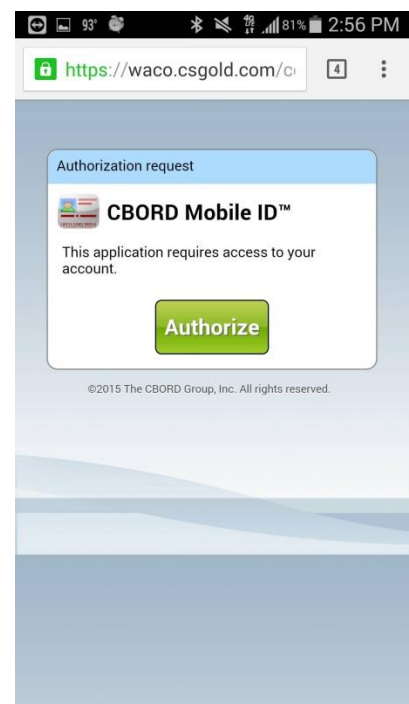 93° 4G 81% 2:56 PM
https://waco.csgold.com/c 4
Authorization request
CBORD Mobile ID™
This application requires access to your
account.
Authorize
©2015 The CBORD Group, Inc. All rights reserved.